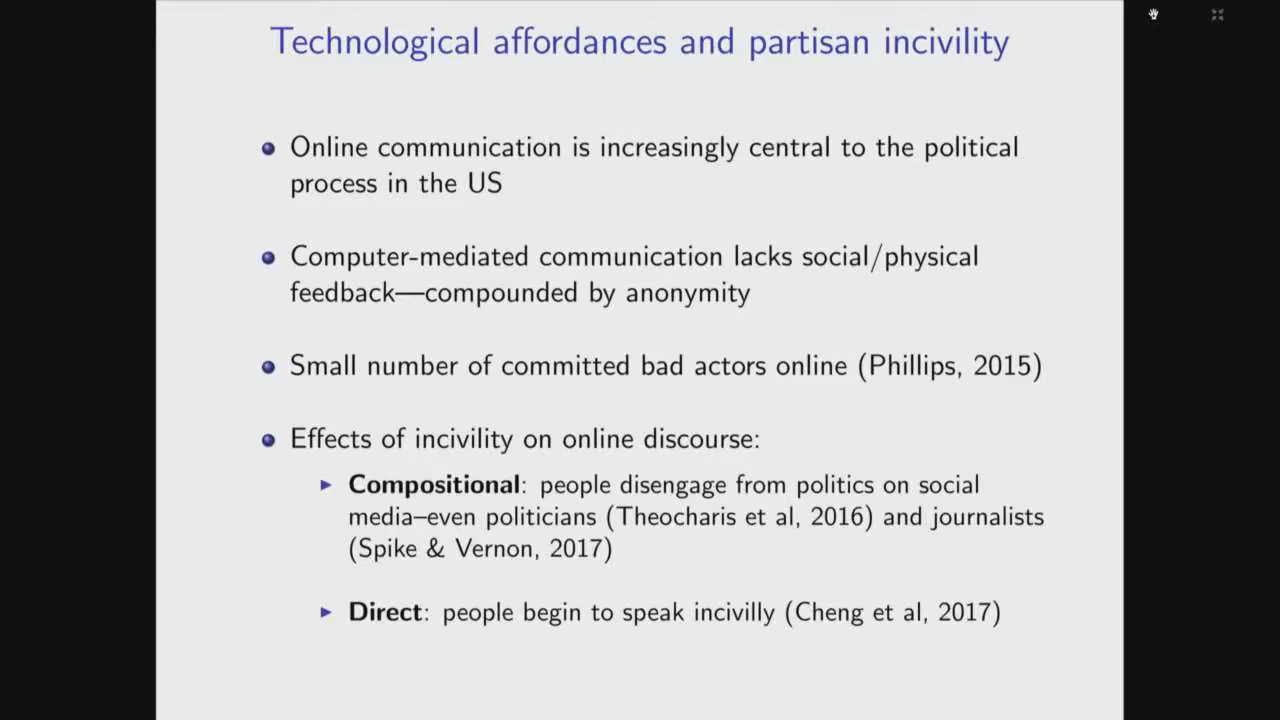 Technological affordances and partisan incivility
Online communication is increasingly central to the political
process in the US
Computer-mediated communication lacks social/physical
feedback—compounded by anonymity
Small number of committed bad actors online (Phillips, 2015)
Effects of incivility on online discourse:
Compositional: people disengage from politics on social
media–even politicians (Theocharis et al, 2016) and journalists
(Spike & Vernon, 2017)
Direct: people begin to speak incivilly (Cheng et al, 2017)